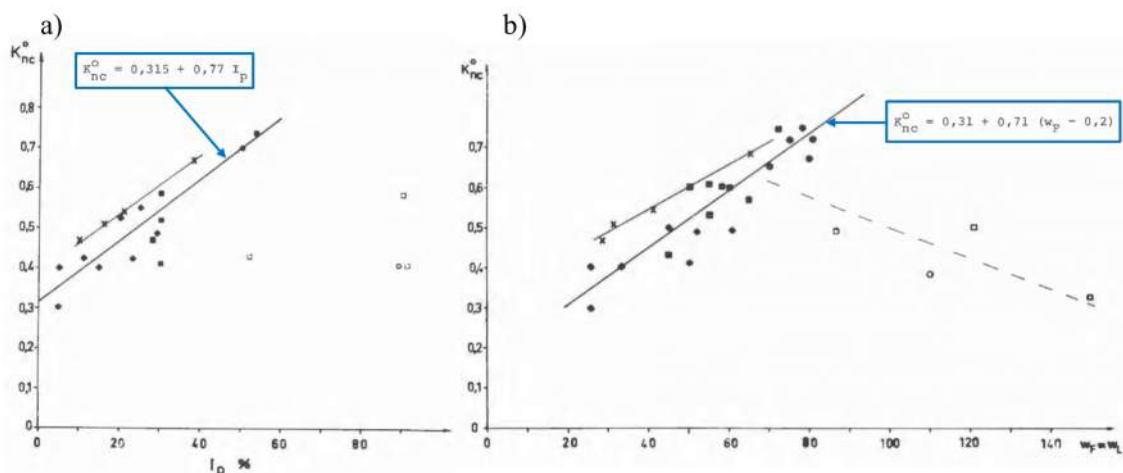 a)
K°nc
K°nc = 0,315 + 0,77 Ip
0,8
0,7
0,6
0,5
0,4
0,3
0,2
0,1
0
0 20 40 60 80
Ip %
b)
K°nc
K°nc = 0,31 + 0,71 (wF - 0,2)
0,8
0,7
0,6
0,5
0,4
0,3
0,2
0,1
0
0 20 40 60 80 100 120 140 wF≈wL